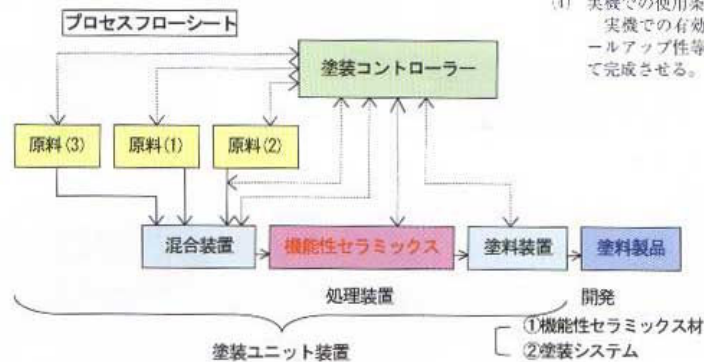 プロセスフローシート
(4) 実機での使用条
実機での有効
ールアップ性等
て完成させる。
塗装コントローラー
原料(3)
原料(1)
原料(2)
混合装置
機能性セラミックス
塗料装置
塗料製品
処理装置
開発
塗装ユニット装置
①機能性セラミックス材
②塗装システム